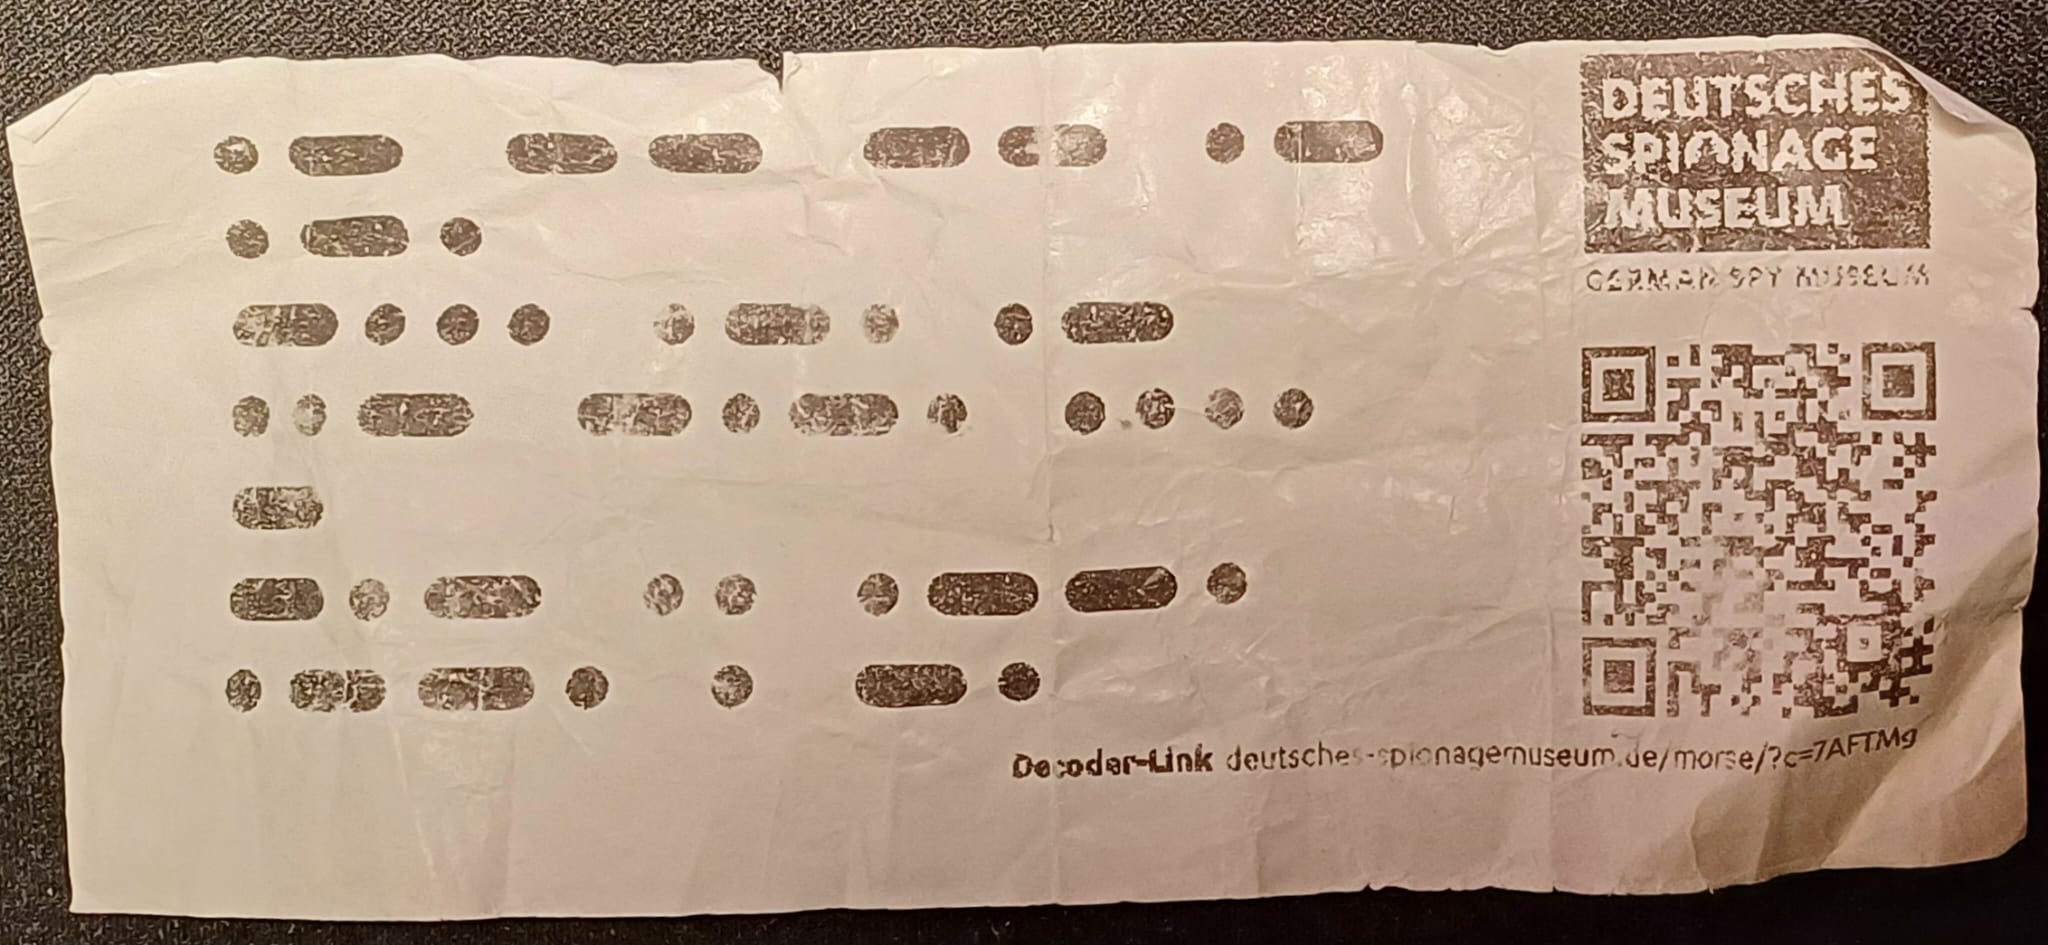 .- -- -- .-
.-.
-... .-. .-
..- -.-. ....
-
-.- .. .--.
.--. . -.
DEUTSCHES
SPIONAGE
MUSEUM
GERMAN SPY MUSEUM
Decoder-Link deutsches-spionagemuseum.de/morse/?c=7AFTMg